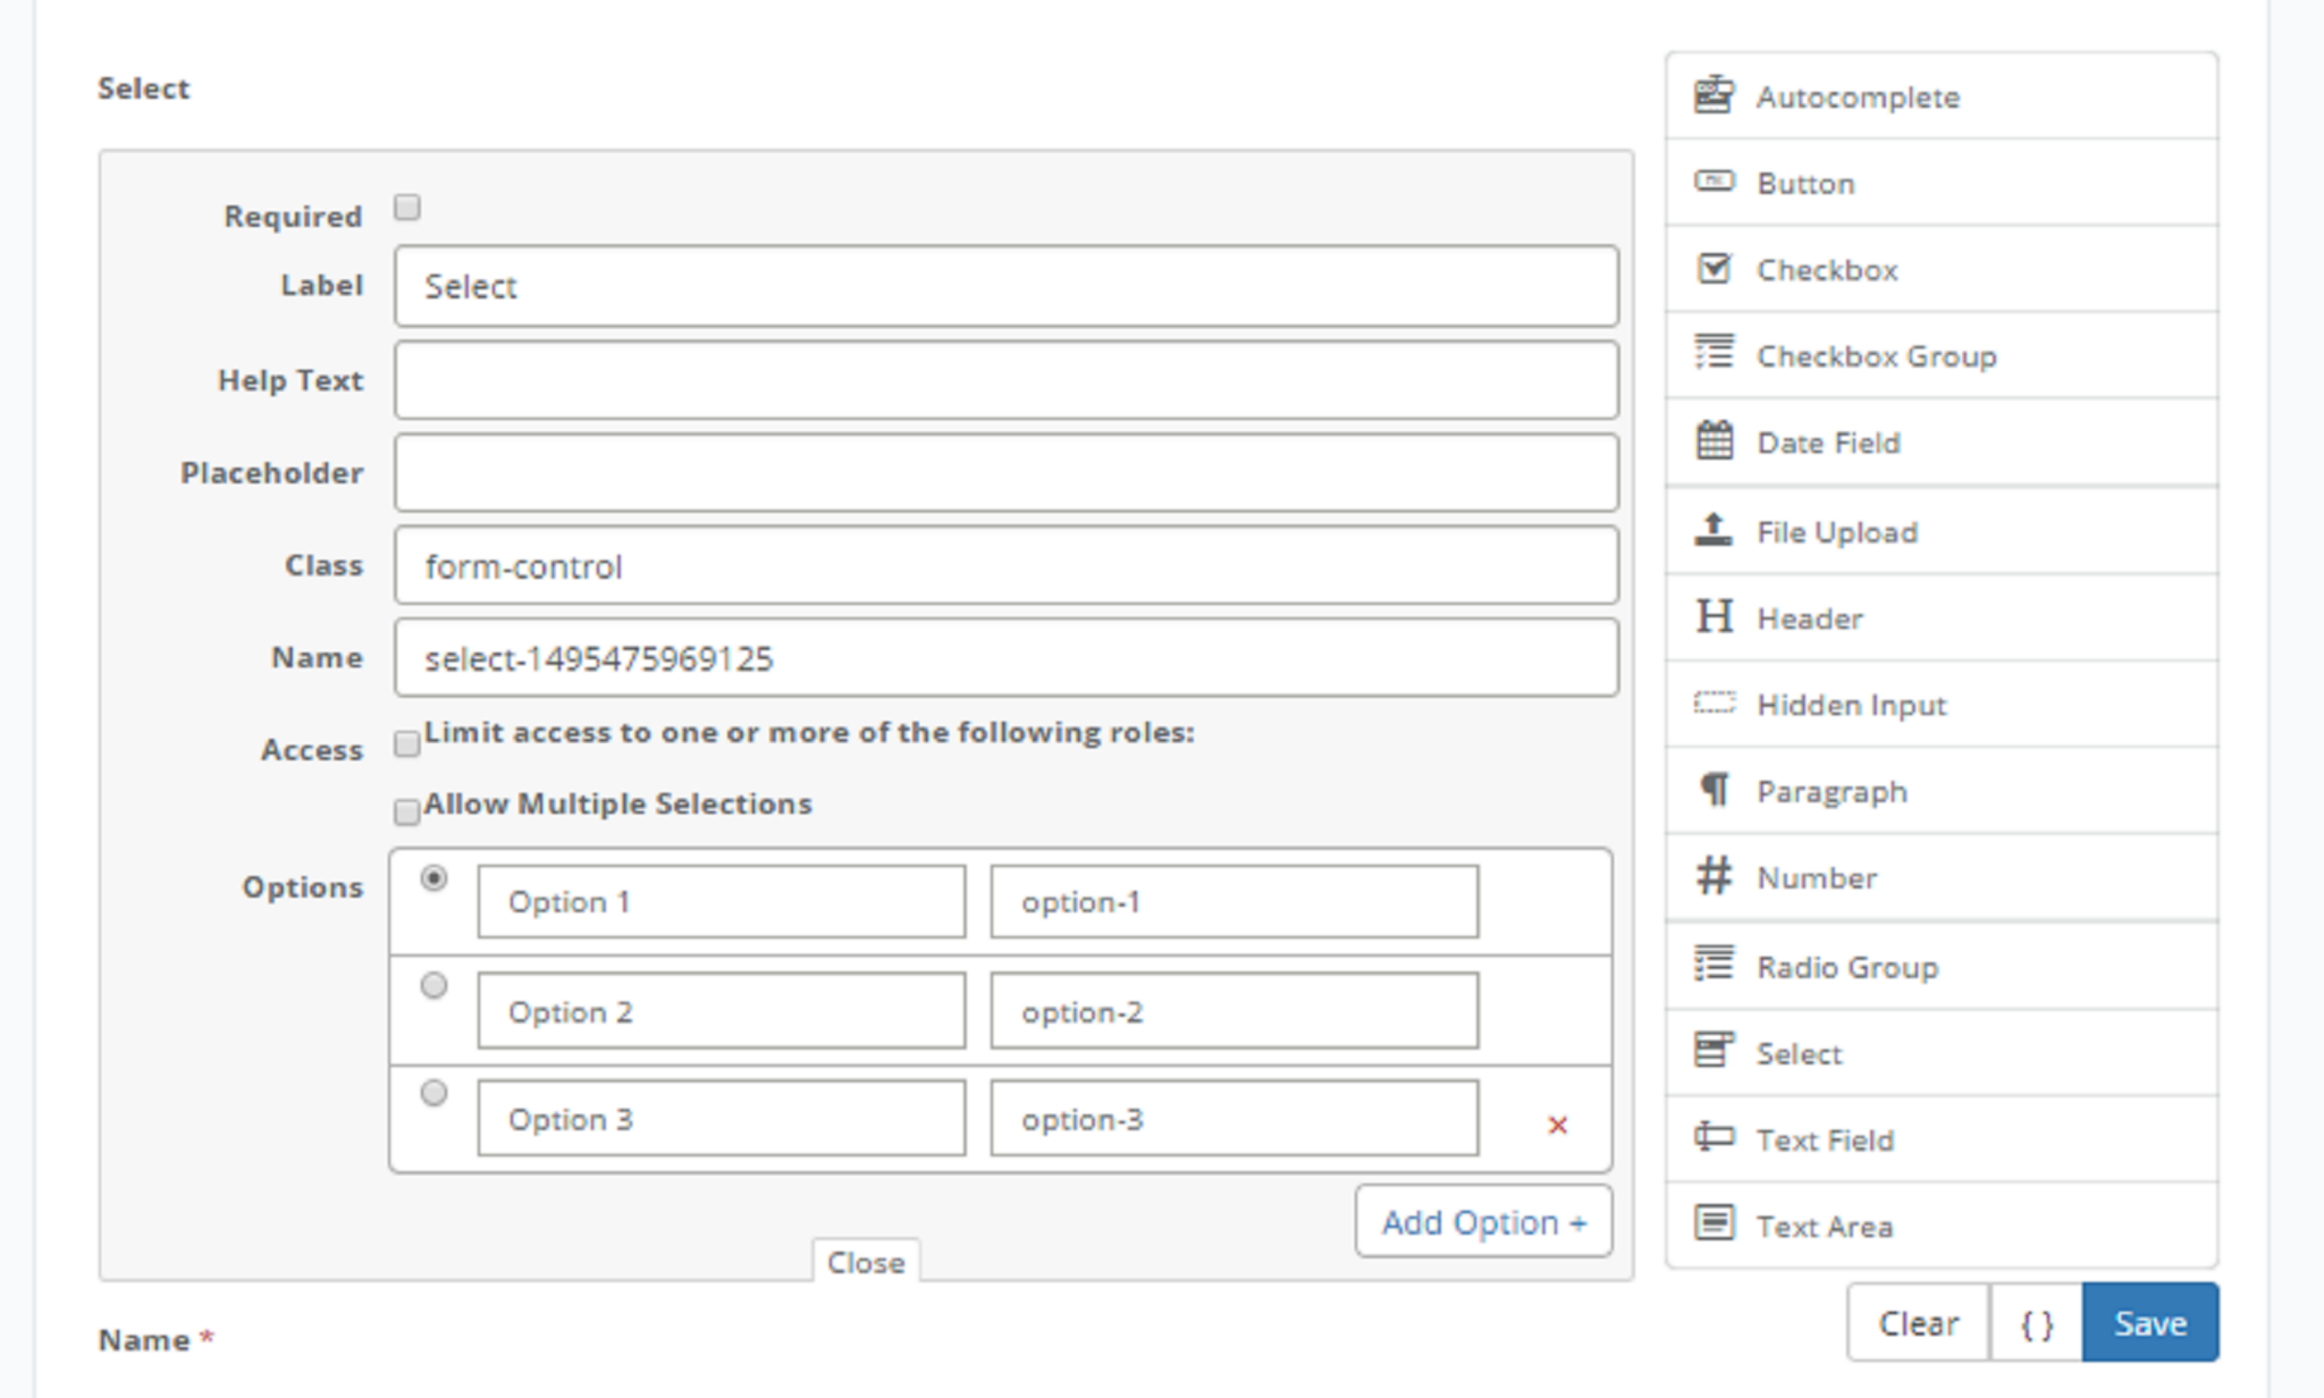 Select
Required
Label Select
Help Text
Placeholder
Class form-control
Name select-1495475969125
Access Limit access to one or more of the following roles:
Allow Multiple Selections
Options Option 1 option-1
Option 2 option-2
Option 3 option-3 ×
Add Option +
Close
Name *
Autocomplete
Button
Checkbox
Checkbox Group
Date Field
File Upload
H Header
Hidden Input
¶ Paragraph
# Number
Radio Group
Select
Text Field
Text Area
Clear { } Save